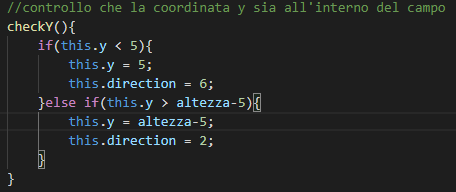 //controllo che la coordinata y sia all'interno del campo
checkY(){
    if(this.y < 5){
        this.y = 5;
        this.direction = 6;
    }else if(this.y > altezza-5){
        this.y = altezza-5;
        this.direction = 2;
    }
}